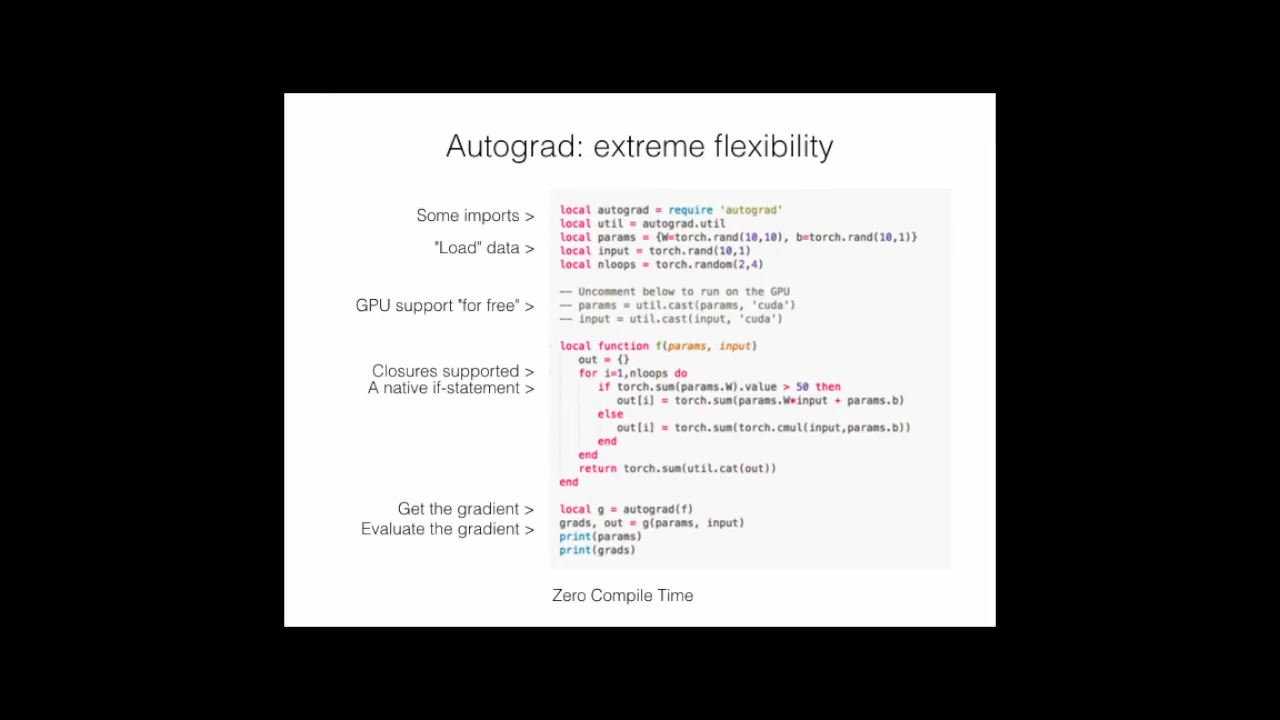 Autograd: extreme flexibility
Some imports >
"Load" data >
GPU support "for free" >
Closures supported >
A native if-statement >
Get the gradient >
Evaluate the gradient >
local autograd = require 'autograd'
local util = autograd.util
local params = {W=torch.rand(10,10), b=torch.rand(10,1)}
local input = torch.rand(10,1)
local nloops = torch.random(2,4)
-- Uncomment below to run on the GPU
-- params = util.cast(params, 'cuda')
-- input = util.cast(input, 'cuda')
local function f(params, input)
out = {}
for i=1,nloops do
if torch.sum(params.W).value > 50 then
out[i] = torch.sum(params.W*input + params.b)
else
out[i] = torch.sum(torch.cmul(input,params.b))
end
end
return torch.sum(util.cat(out))
end
local g = autograd(f)
grads, out = g(params, input)
print(params)
print(grads)
Zero Compile Time